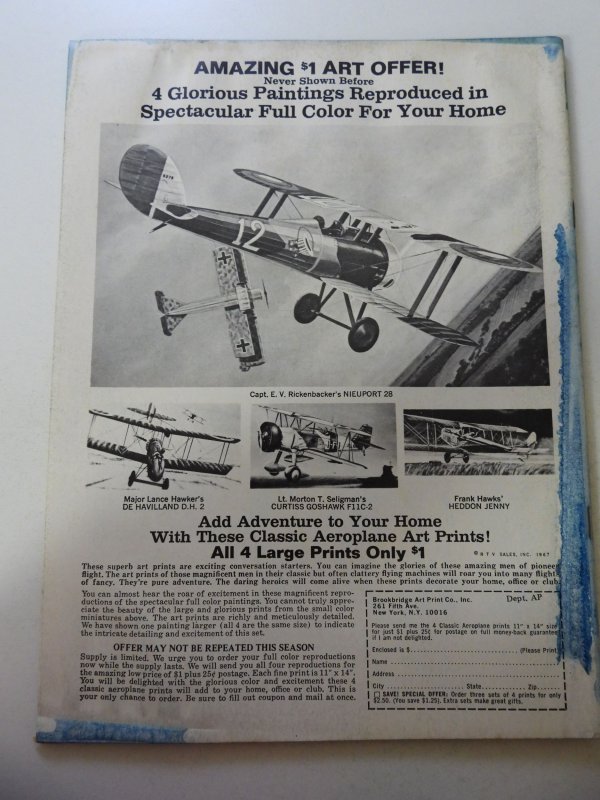 AMAZING $1 ART OFFER!
Never Shown Before
4 Glorious Paintings Reproduced in
Spectacular Full Color For Your Home
12
Capt. E. V. Rickenbacker's NIEUPORT 28
Major Lance Hawker's
DE HAVILLAND D.H. 2
Lt. Morton T. Seligman's
CURTISS GOSHAWK F11C-2
Frank Hawks'
HEDDON JENNY
Add Adventure to Your Home
With These Classic Aeroplane Art Prints!
All 4 Large Prints Only $1
© B T V SALES, INC. 1967
These superb art prints are exciting conversation starters. You can imagine the glories of these amazing men of pioneer
flight. The art prints of those magnificent men in their classic but often clattery flying machines will roar you into many flights
of fancy. They're pure adventure. The daring heroics will come alive when these prints decorate your home, office or club.
You can almost hear the roar of excitement in these magnificent repro-
ductions of the spectacular full color paintings. You cannot truly appre-
ciate the beauty of the large and glorious prints from the small color
miniatures above. The art prints are richly and meticulously detailed.
We have shown one painting larger (all 4 are the same size) to indicate
the intricate detailing and excitement of this set.
OFFER MAY NOT BE REPEATED THIS SEASON
Supply is limited. We urge you to order your full color reproductions
now while the supply lasts. We will send you all four reproductions for
the amazing low price of $1 plus 25¢ postage. Each fine print is 11" x 14".
You will be delighted with the glorious color and excitement these 4
classic aeroplane prints will add to your home, office or club. This is
your only chance to order. Be sure to fill out coupon and mail at once.
Brookbridge Art Print Co., Inc. Dept. AP
261 Fifth Ave.
New York, N.Y. 10016
Please send me the 4 Classic Aeroplane prints 11" x 14" size
for just $1 plus 25¢ for postage on full money-back guarantee
if I am not delighted.
Enclosed is $ (Please Print
Name
Address
City State Zip
SAVE! SPECIAL OFFER: Order three sets of 4 prints for only
$2.50. (You save $1.25). Extra sets make great gifts.